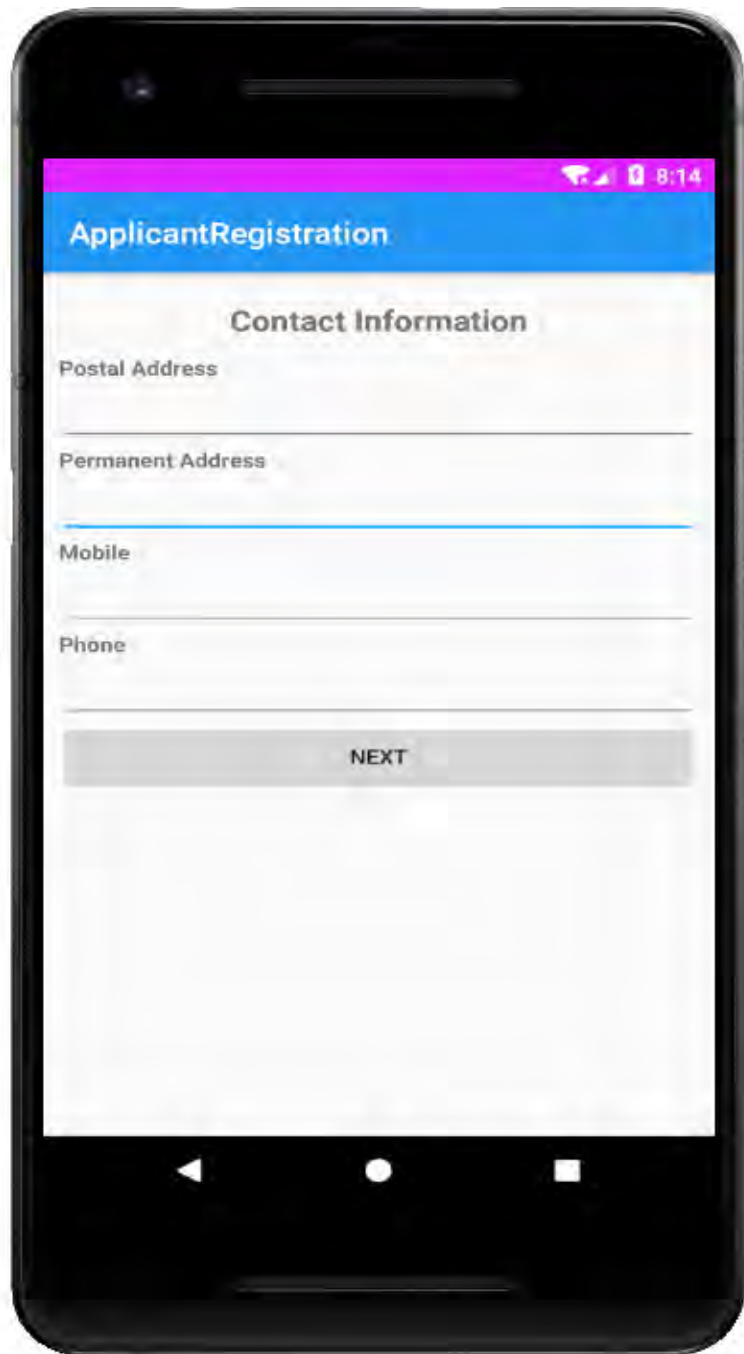 8:14
ApplicantRegistration
Contact Information
Postal Address
Permanent Address
Mobile
Phone
NEXT